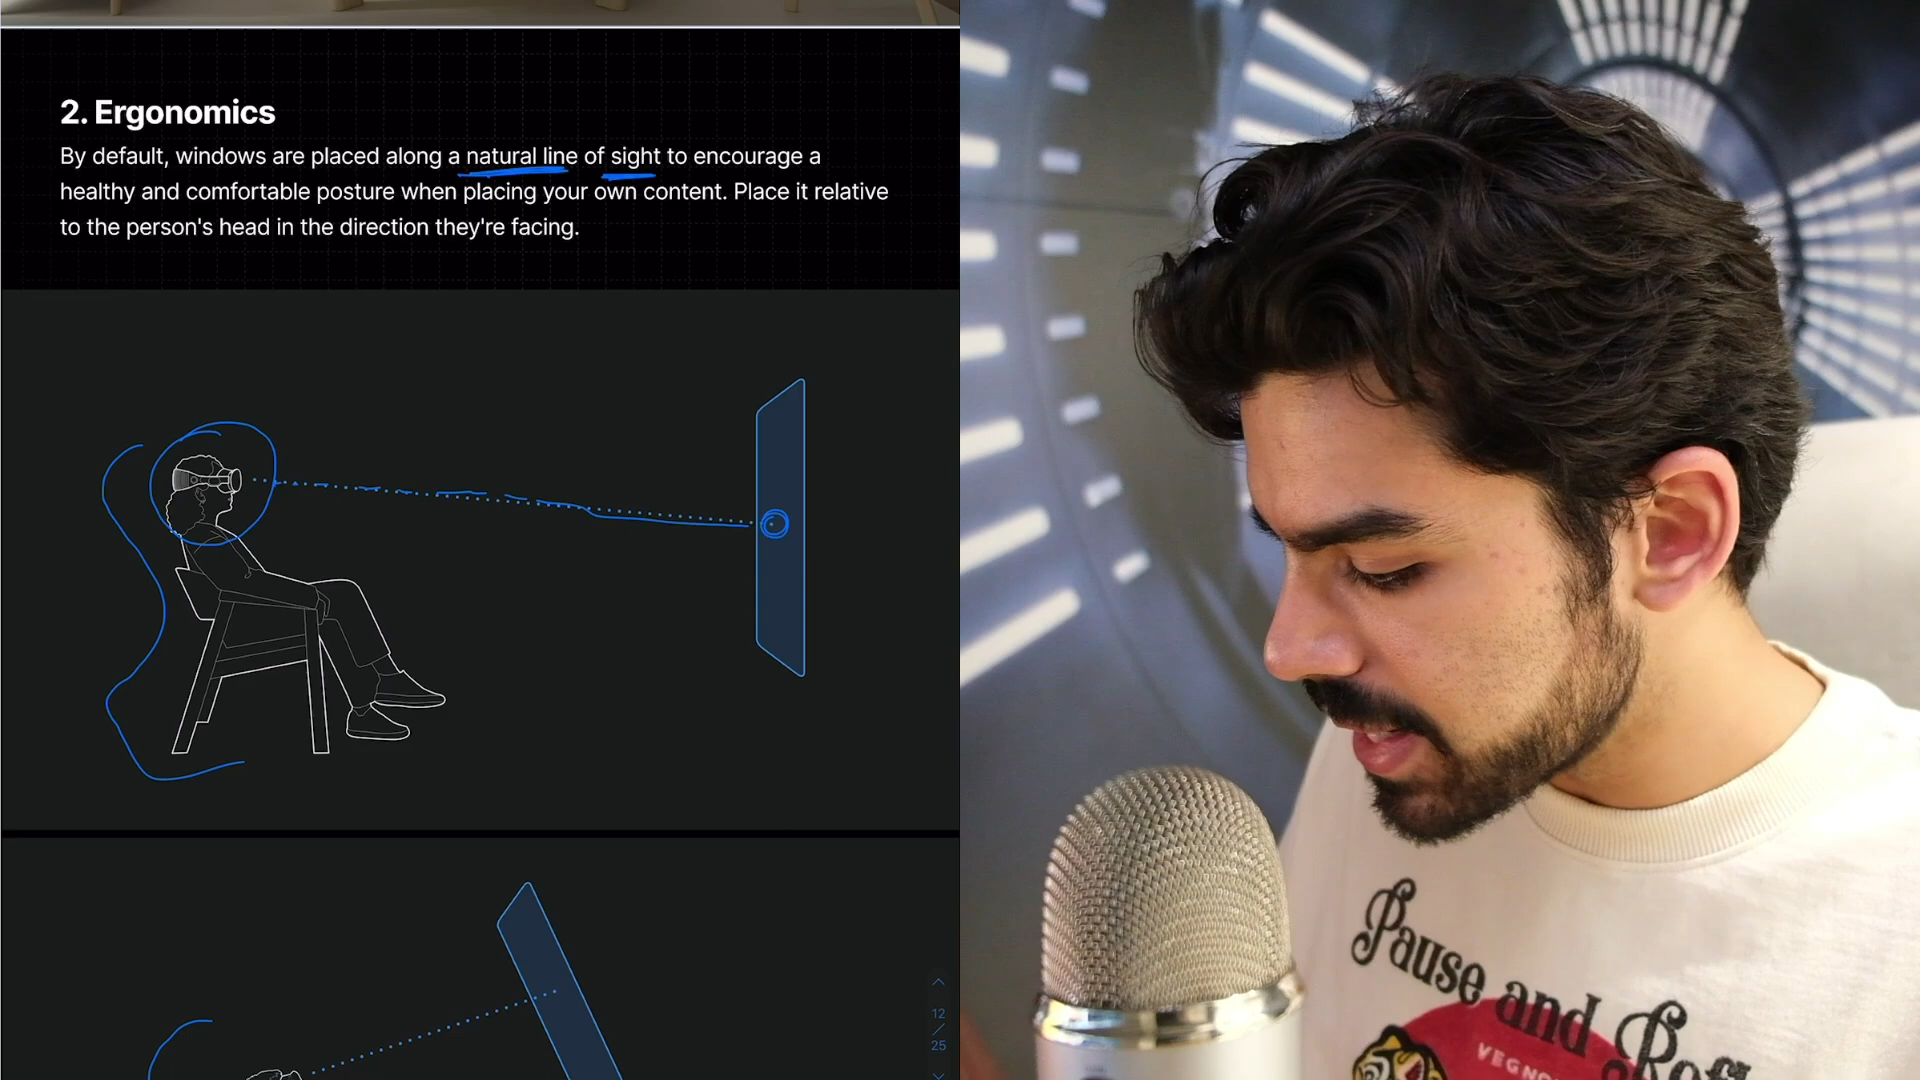 2. Ergonomics
By default, windows are placed along a natural line of sight to encourage a
healthy and comfortable posture when placing your own content. Place it relative
to the person's head in the direction they're facing.
12
/
25
Pause and
VEGNO